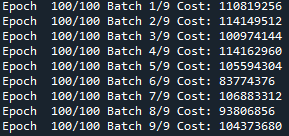 Epoch  100/100 Batch 1/9 Cost: 110819256
Epoch  100/100 Batch 2/9 Cost: 114149512
Epoch  100/100 Batch 3/9 Cost: 100974144
Epoch  100/100 Batch 4/9 Cost: 114162960
Epoch  100/100 Batch 5/9 Cost: 105594304
Epoch  100/100 Batch 6/9 Cost: 83774376
Epoch  100/100 Batch 7/9 Cost: 106883312
Epoch  100/100 Batch 8/9 Cost: 93806856
Epoch  100/100 Batch 9/9 Cost: 104373680